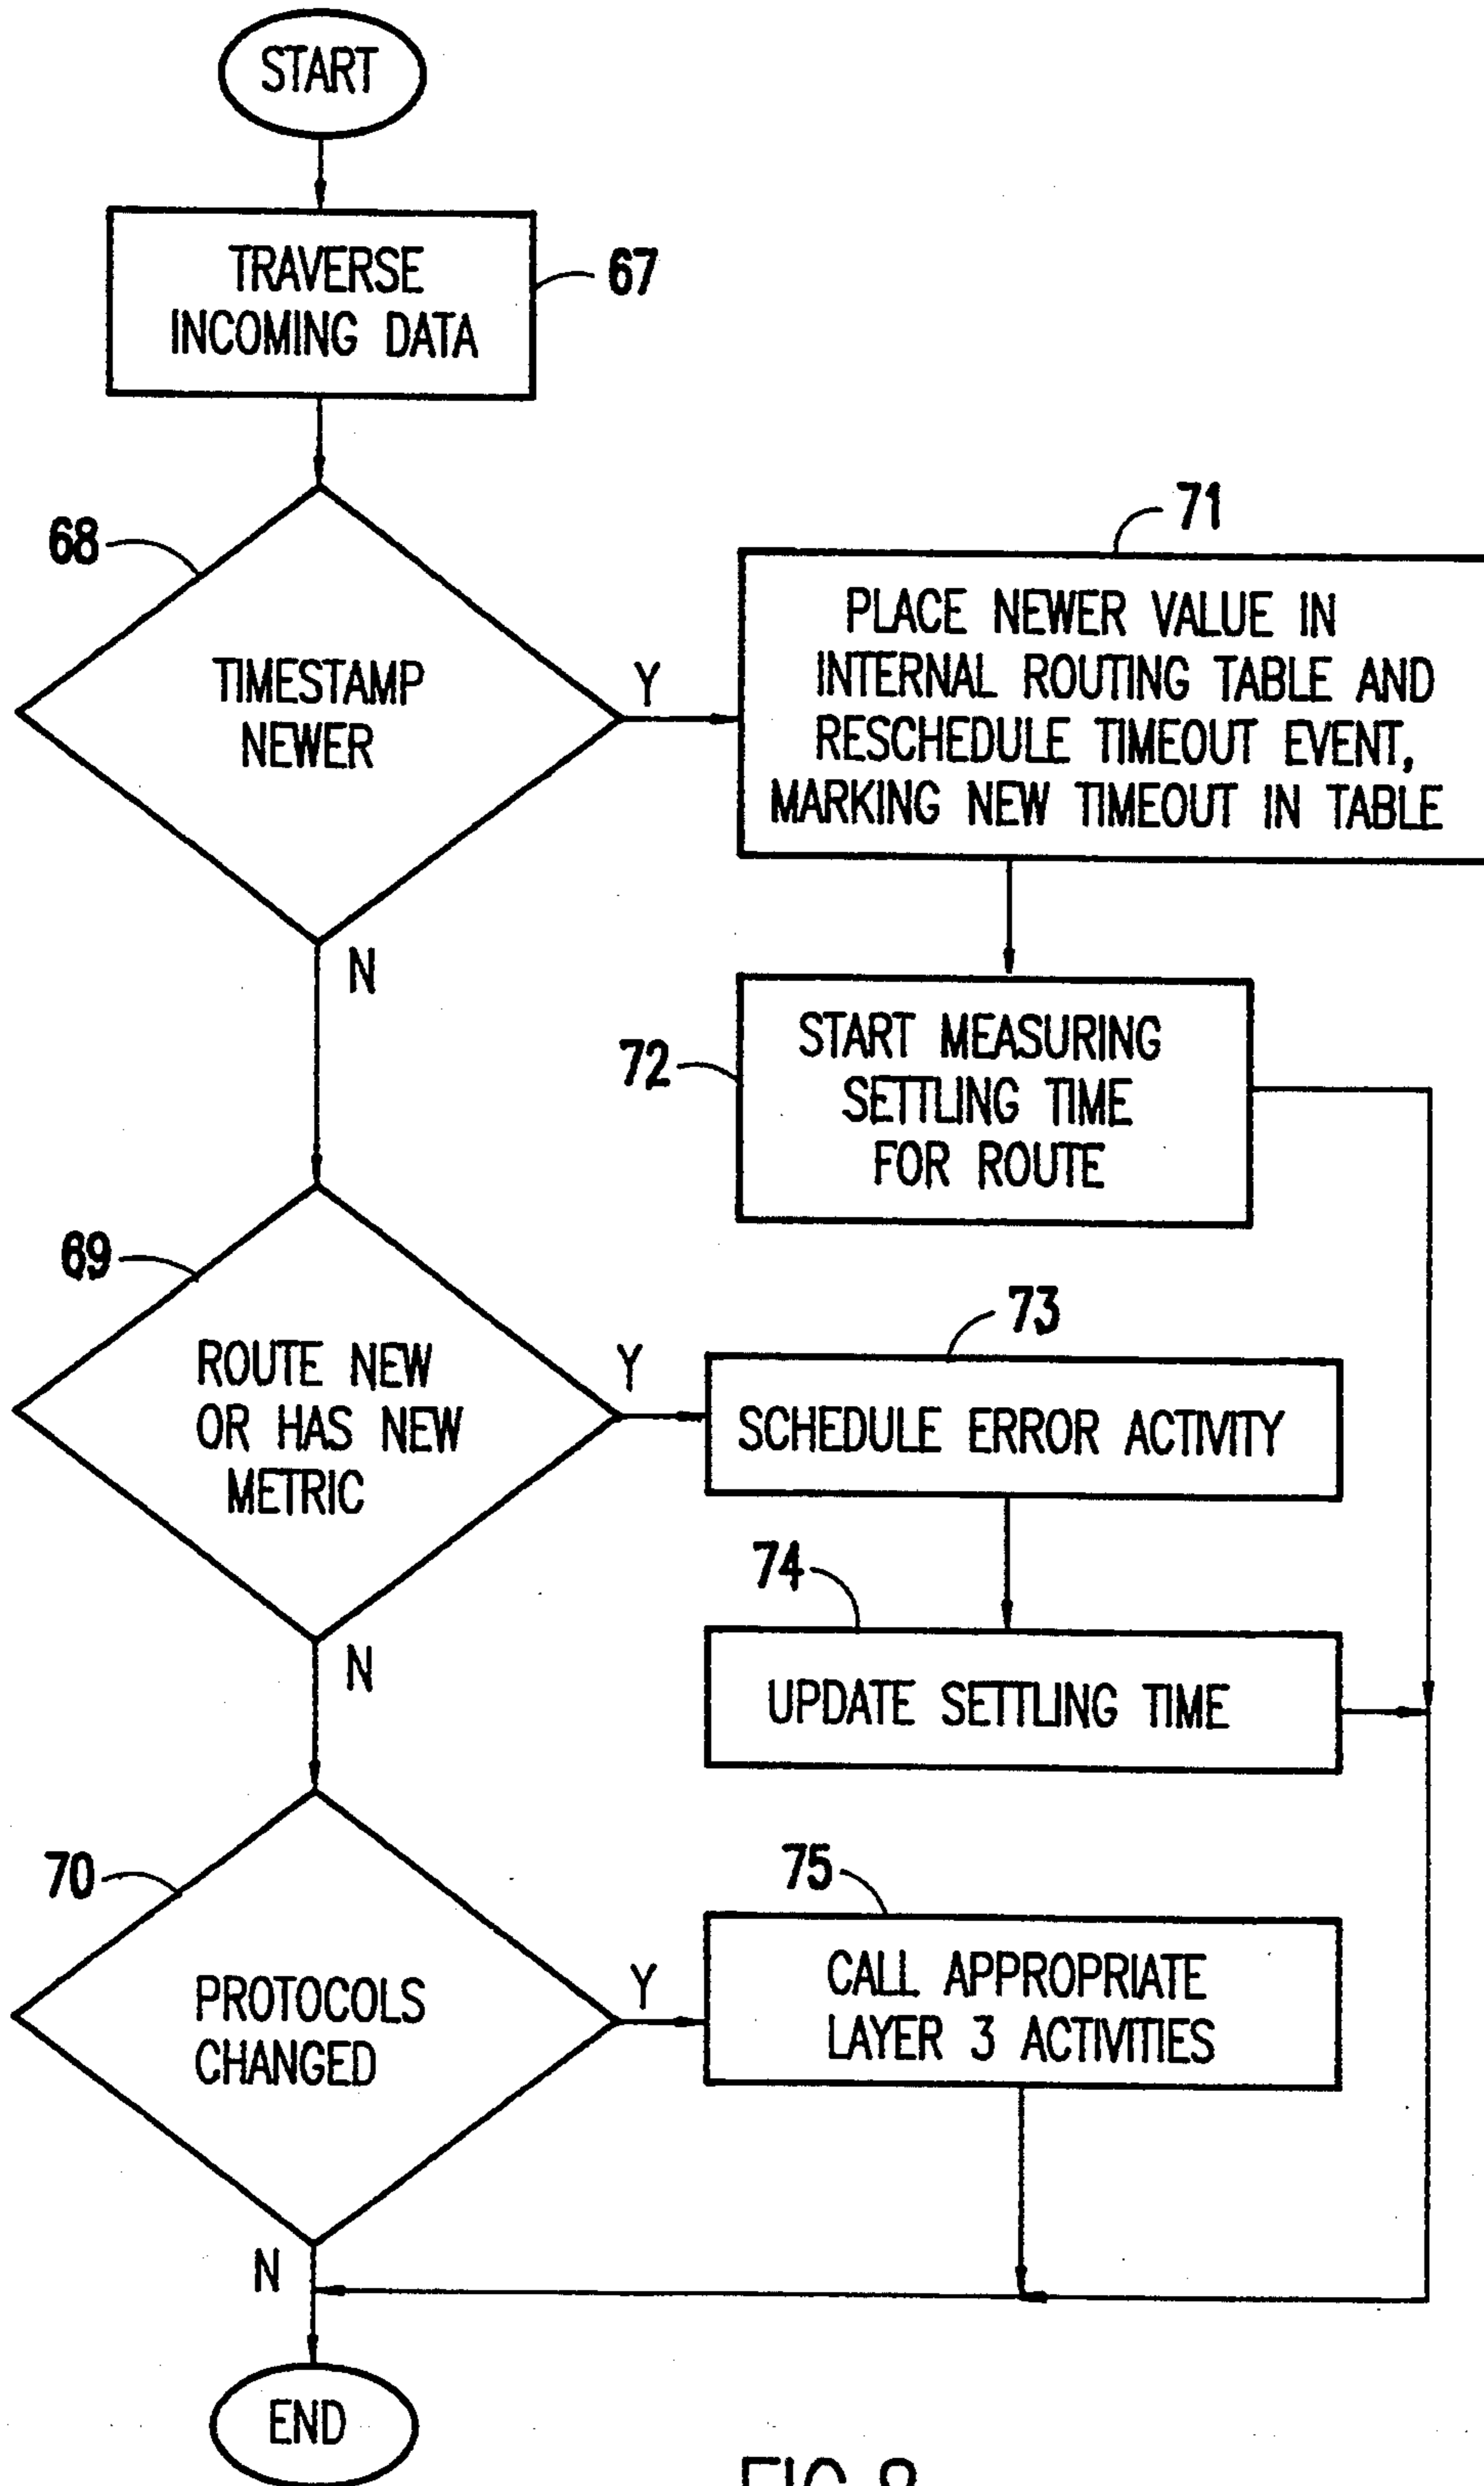 START
TRAVERSE
INCOMING DATA
67
68
TIMESTAMP
NEWER
Y
N
71
PLACE NEWER VALUE IN
INTERNAL ROUTING TABLE AND
RESCHEDULE TIMEOUT EVENT,
MARKING NEW TIMEOUT IN TABLE
72
START MEASURING
SETTLING TIME
FOR ROUTE
69
ROUTE NEW
OR HAS NEW
METRIC
Y
N
73
SCHEDULE ERROR ACTIVITY
74
UPDATE SETTLING TIME
70
PROTOCOLS
CHANGED
Y
N
75
CALL APPROPRIATE
LAYER 3 ACTIVITIES
END